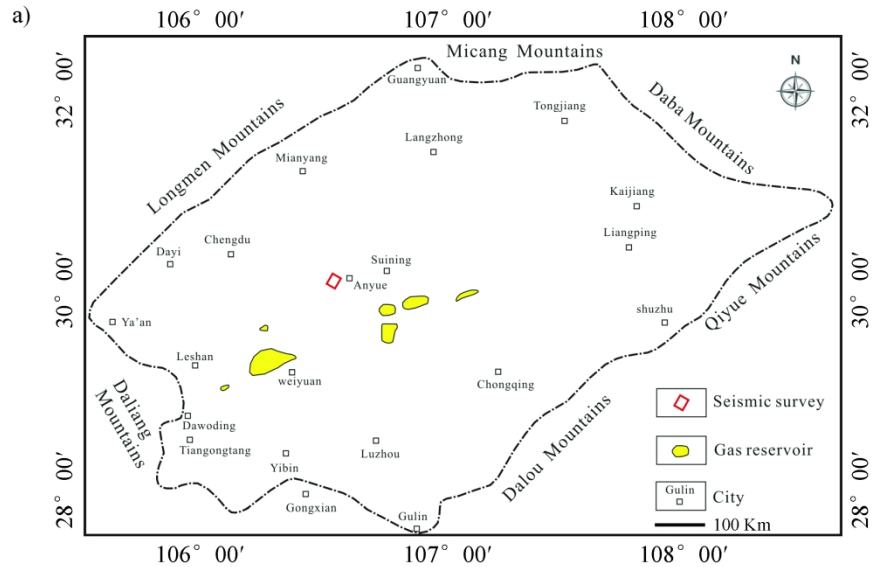 a)
106° 00′
107° 00′
108° 00′
Micang Mountains
N
Guangyuan
32° 00′
32° 00′
Tongjiang
Daba Mountains
Langzhong
Longmen Mountains
Mianyang
Kaijiang
Chengdu
Liangping
Dayi
Suining
Anyue
30° 00′
30° 00′
Qiyue Mountains
shuzhu
Ya'an
Leshan
weiyuan
Chongqing
Daliang
Mountains
Seismic survey
Dawoding
Dalou Mountains
Tiangongtang
Luzhou
Gas reservoir
Yibin
Gongxian
Gulin
City
Gulin
100 Km
28° 00′
28° 00′
106° 00′
107° 00′
108° 00′